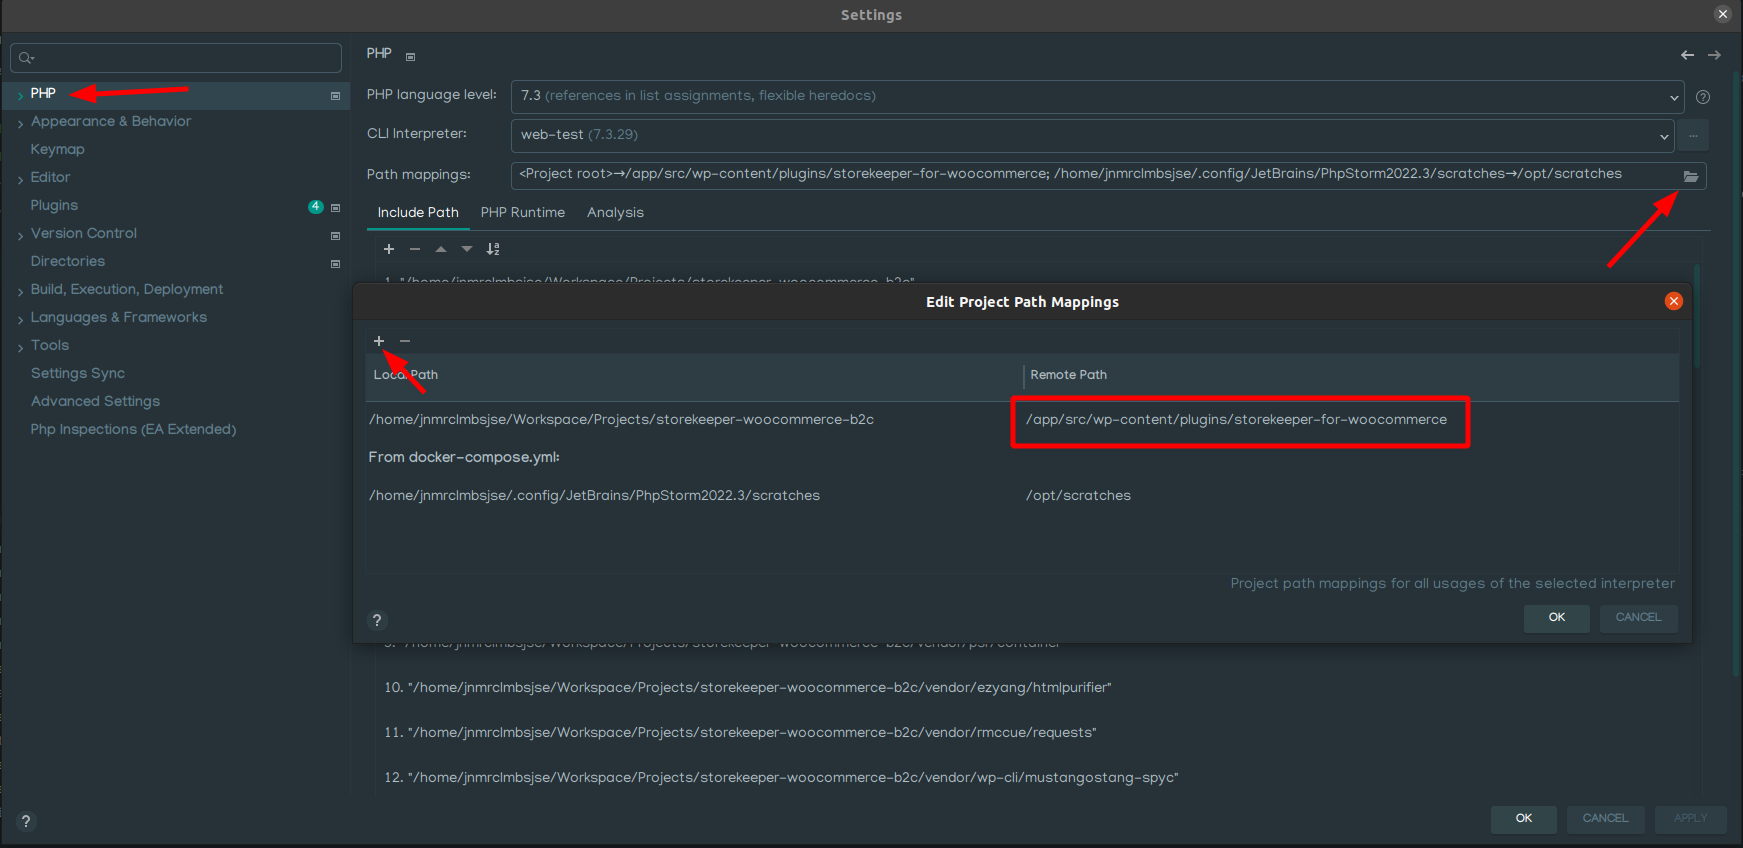 Settings
PHP
Appearance & Behavior
Keymap
Editor
Plugins 4
Version Control
Directories
Build, Execution, Deployment
Languages & Frameworks
Tools
Settings Sync
Advanced Settings
Php Inspections (EA Extended)
PHP
PHP language level: 7.3 (references in list assignments, flexible heredocs)
CLI Interpreter: web-test (7.3.29) ...
Path mappings: <Project root>→/app/src/wp-content/plugins/storekeeper-for-woocommerce; /home/jnmrclmbsjse/.config/JetBrains/PhpStorm2022.3/scratches→/opt/scratches
Include Path PHP Runtime Analysis
1. "/home/jnmrclmbsjse/Workspace/Projects/storekeeper-woocommerce-b2c"
Edit Project Path Mappings
Local Path Remote Path
/home/jnmrclmbsjse/Workspace/Projects/storekeeper-woocommerce-b2c /app/src/wp-content/plugins/storekeeper-for-woocommerce
From docker-compose.yml:
/home/jnmrclmbsjse/.config/JetBrains/PhpStorm2022.3/scratches /opt/scratches
Project path mappings for all usages of the selected interpreter
? OK CANCEL
9. "/home/jnmrclmbsjse/Workspace/Projects/storekeeper-woocommerce-b2c/vendor/psr/container"
10. "/home/jnmrclmbsjse/Workspace/Projects/storekeeper-woocommerce-b2c/vendor/ezyang/htmlpurifier"
11. "/home/jnmrclmbsjse/Workspace/Projects/storekeeper-woocommerce-b2c/vendor/rmccue/requests"
12. "/home/jnmrclmbsjse/Workspace/Projects/storekeeper-woocommerce-b2c/vendor/wp-cli/mustangostang-spyc"
? OK CANCEL APPLY